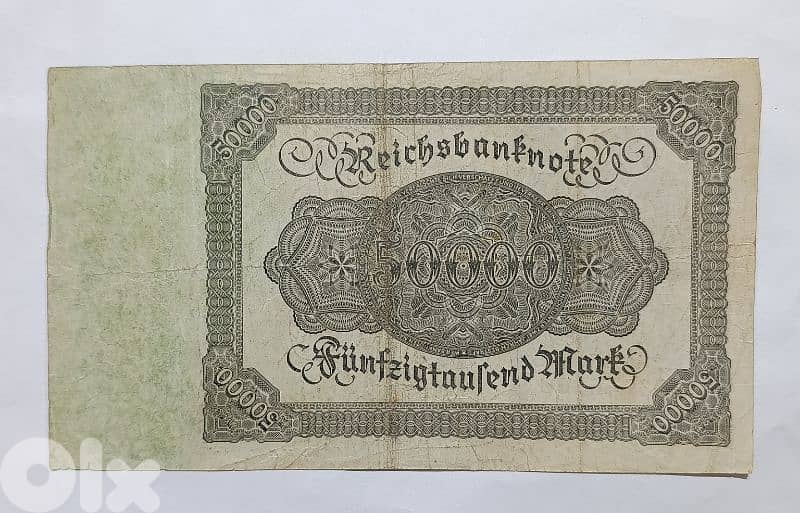 50000 50000
Reichsbanknote
50000
Fünfzigtausend Mark
50000 50000
Olx